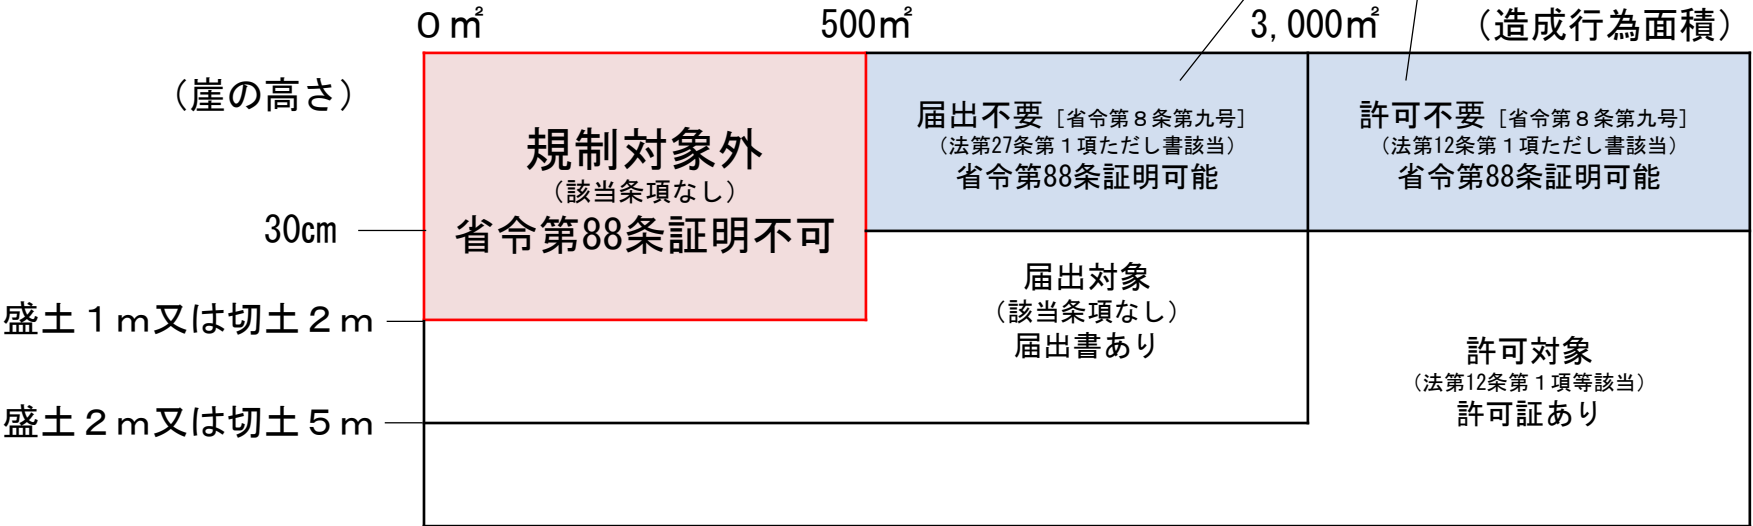 0㎡ 500㎡ 3,000㎡ (造成行為面積)
(崖の高さ)
規制対象外
(該当条項なし)
省令第88条証明不可
届出不要 [省令第8条第九号]
(法第27条第1項ただし書該当)
省令第88条証明可能
許可不要 [省令第8条第九号]
(法第12条第1項ただし書該当)
省令第88条証明可能
30cm
届出対象
(該当条項なし)
届出書あり
盛土1m又は切土2m
許可対象
(法第12条第1項等該当)
許可証あり
盛土2m又は切土5m